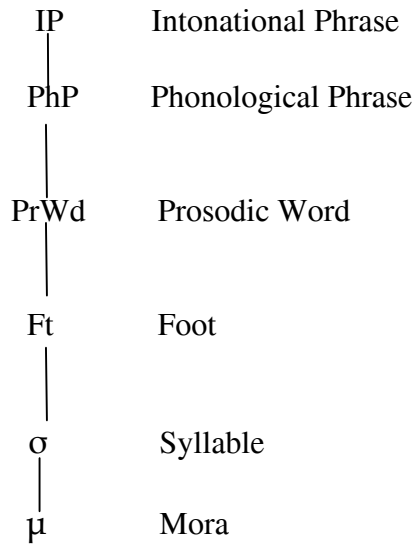 IP Intonational Phrase
PhP Phonological Phrase
PrWd Prosodic Word
Ft Foot
σ Syllable
μ Mora